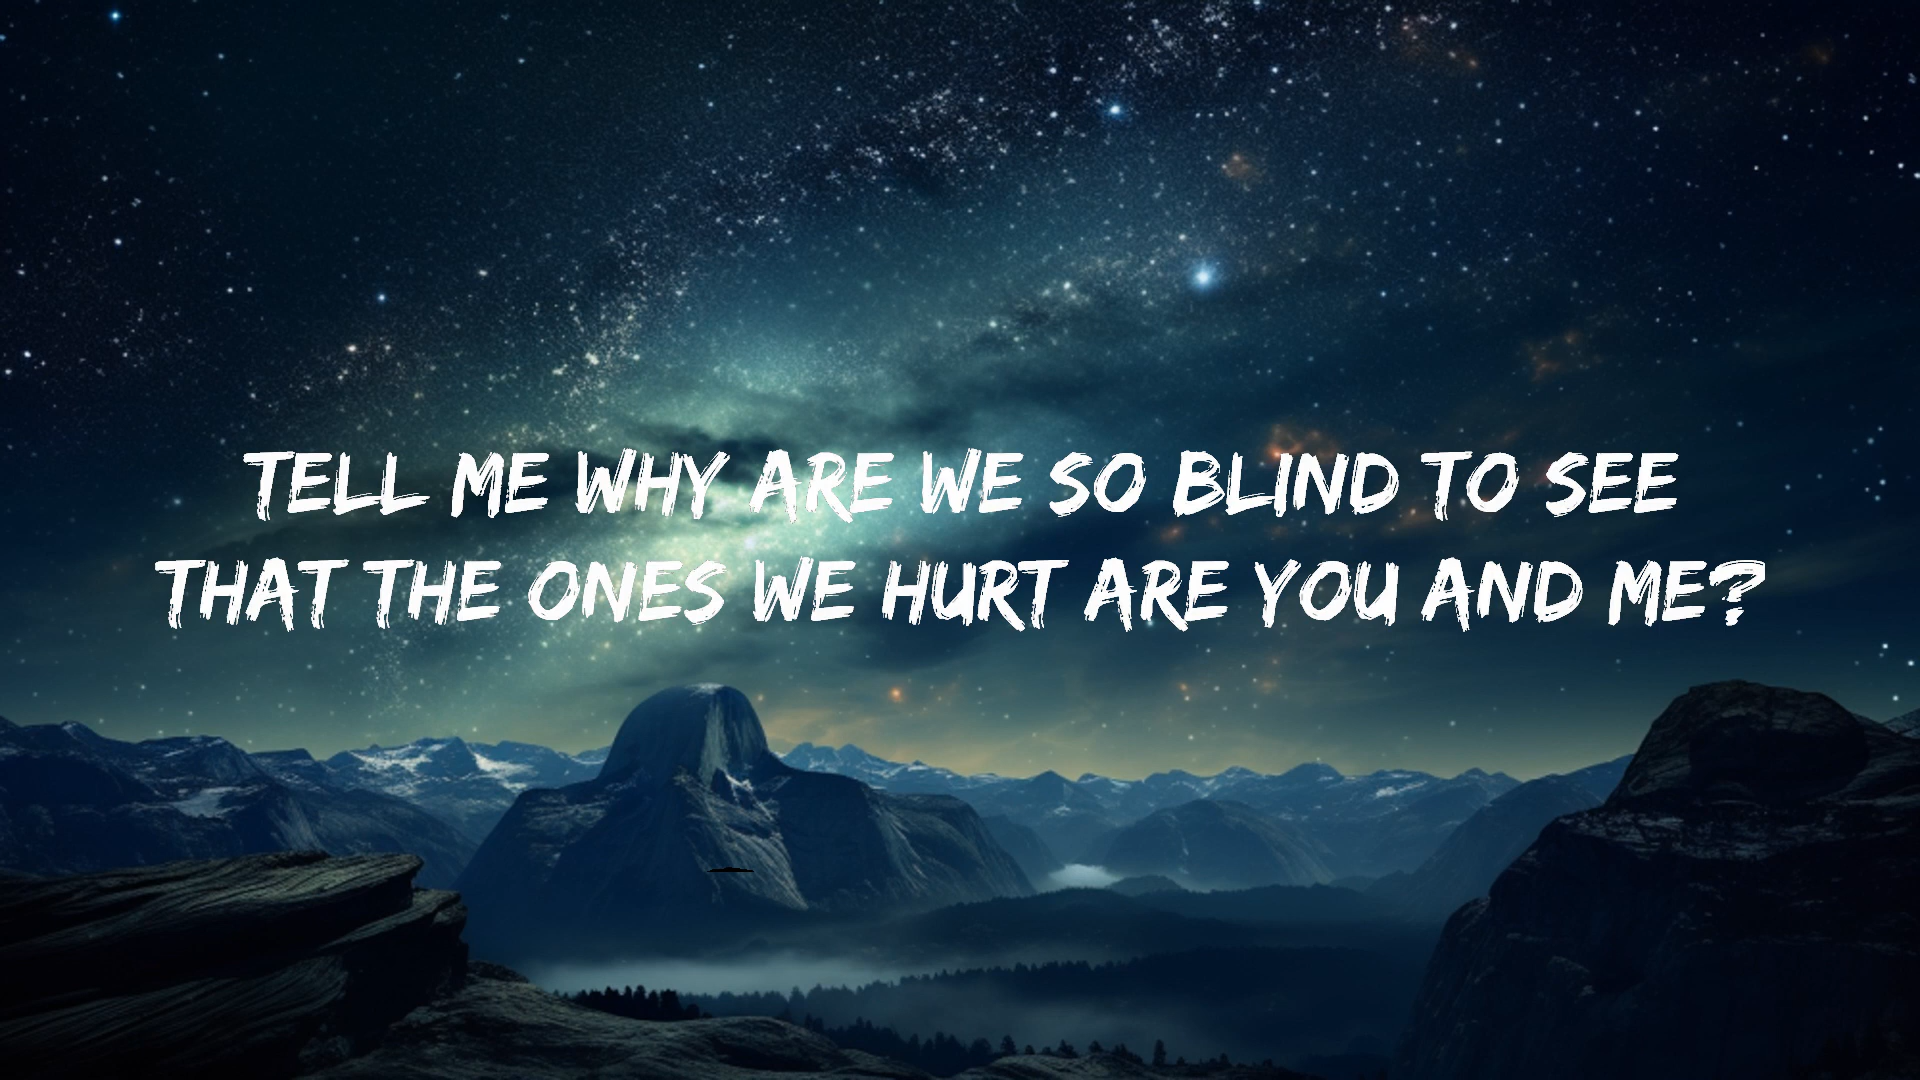 TELL ME WHY ARE WE SO BLIND TO SEE
THAT THE ONES WE HURT ARE YOU AND ME?